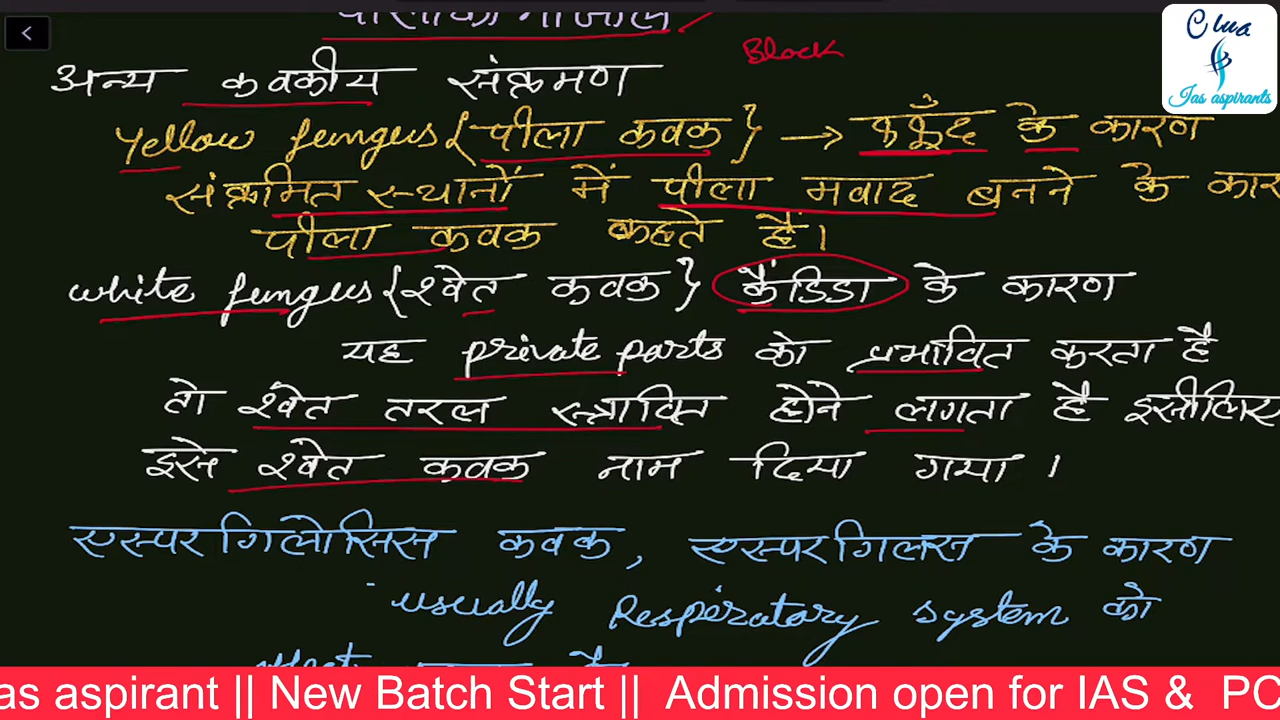 Block
अन्य कवकीय संक्रमण
Yellow fungus {पीला कवक} → फफूँद के कारण
संक्रमित स्थानों में पीला मवाद बनने के कार
पीला कवक कहते हैं।
white fungus {श्वेत कवक} कैंडिडा के कारण
यह private parts को प्रभावित करता है
तो श्वेत तरल स्त्रावित होने लगता है इसीलिए
इसे श्वेत कवक नाम दिया गया।
एस्परगिलोसिस कवक, एस्परगिलस के कारण
usually Respiratory system को
Clua
Ias aspirants
Ias aspirant || New Batch Start || Admission open for IAS & PC